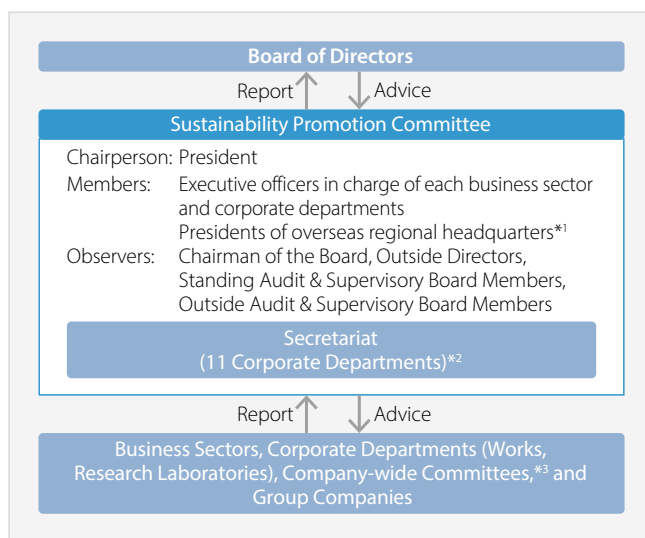 Board of Directors
Report
Advice
Sustainability Promotion Committee
Chairperson: President
Members: Executive officers in charge of each business sector
and corporate departments
Presidents of overseas regional headquarters*1
Observers: Chairman of the Board, Outside Directors,
Standing Audit & Supervisory Board Members,
Outside Audit & Supervisory Board Members
Secretariat
(11 Corporate Departments)*2
Report
Advice
Business Sectors, Corporate Departments (Works,
Research Laboratories), Company-wide Committees,*3 and
Group Companies